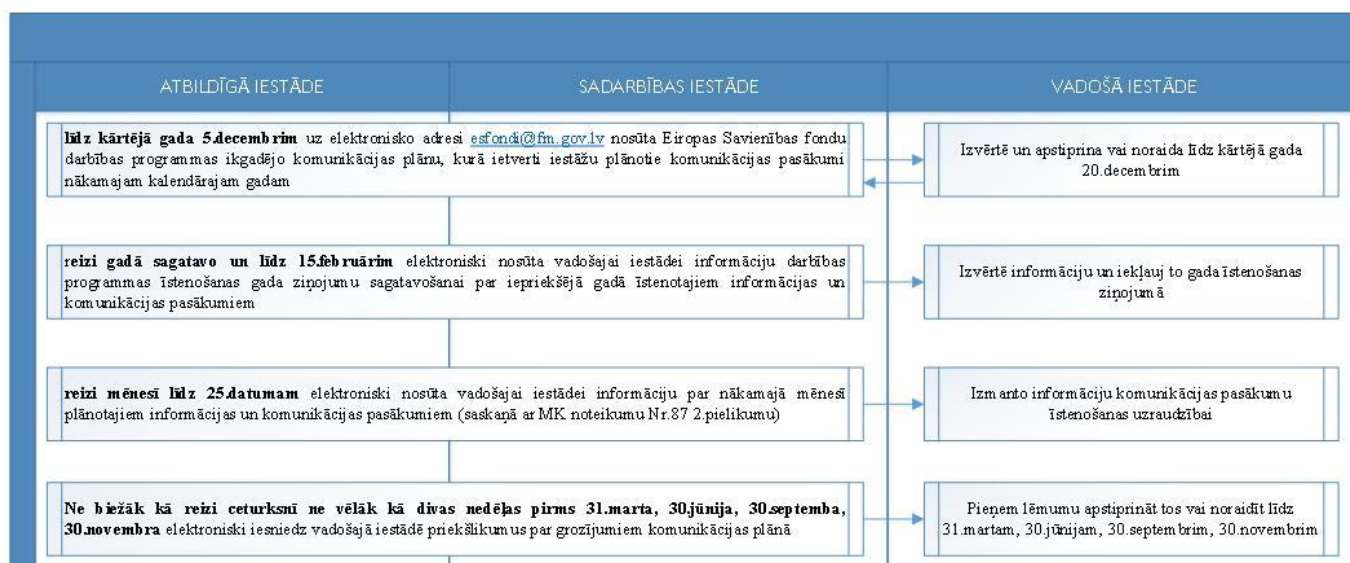 ATBILDĪGĀ IESTĀDE
SADARBĪBAS IESTĀDE
VADOŠĀ IESTĀDE
līdz kārtējā gada 5.decembrim uz elektronisko adresi esfondi@fm.gov.lv nosūta Eiropas Savienības fondu
darbības programmas ikgadējo komunikācijas plānu, kurā ietverti iestāžu plānotie komunikācijas pasākumi
nākamajam kalendārajam gadam
Izvērtē un apstiprina vai noraida līdz kārtējā gada
20.decembrim
reizi gadā sagatavo un līdz 15.februārim elektroniski nosūta vadošajai iestādei informāciju darbības
programmas īstenošanas gada ziņojumu sagatavošanai par iepriekšējā gadā īstenotajiem informācijas un
komunikācijas pasākumiem
Izvērtē informāciju un iekļauj to gada īstenošanas
ziņojumā
reizi mēnesī līdz 25.datumam elektroniski nosūta vadošajai iestādei informāciju par nākamajā mēnesī
plānotajiem informācijas un komunikācijas pasākumiem (saskaņā ar MK noteikumu Nr.87 2.pielikumu)
Izmanto informāciju komunikācijas pasākumu
īstenošanas uzraudzībai
Ne biežāk kā reizi ceturksnī ne vēlāk kā divas nedēļas pirms 31.marta, 30.jūnija, 30.septemba,
30.novembra elektroniski iesniedz vadošajā iestādē priekšlikumus par grozījumiem komunikācijas plānā
Pieņem lēmumu apstiprināt tos vai noraidīt līdz
31.martam, 30.jūnijam, 30.septembrim, 30.novembrim